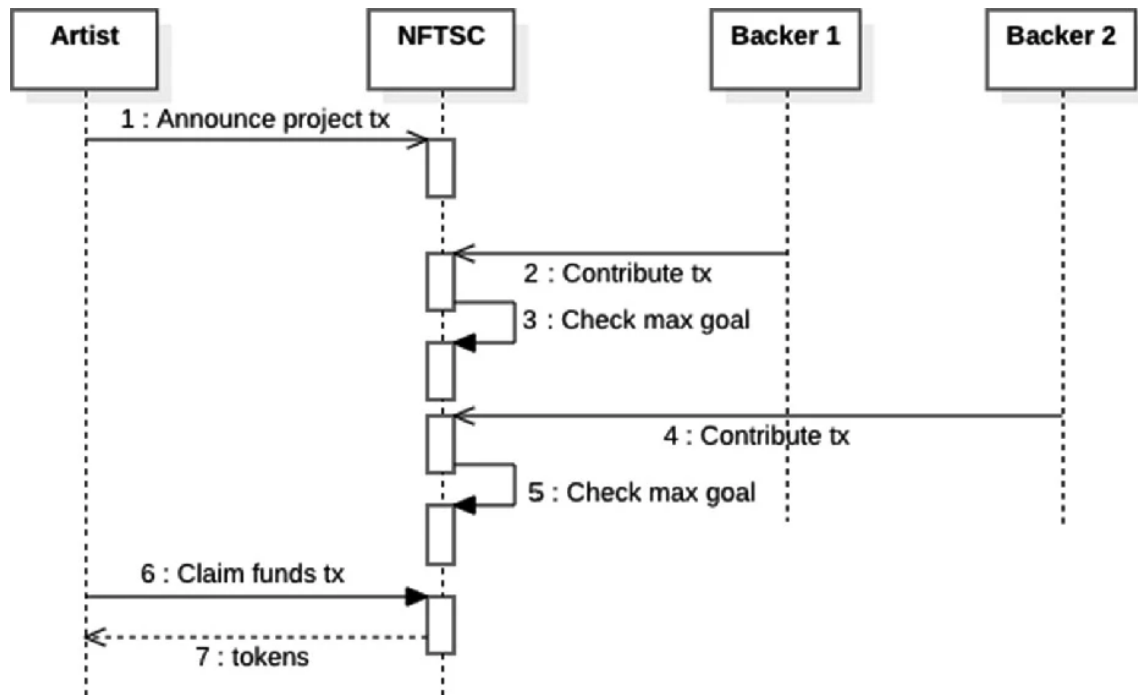 Artist
NFTSC
Backer 1
Backer 2
1 : Announce project tx
2 : Contribute tx
3 : Check max goal
4 : Contribute tx
5 : Check max goal
6 : Claim funds tx
7 : tokens